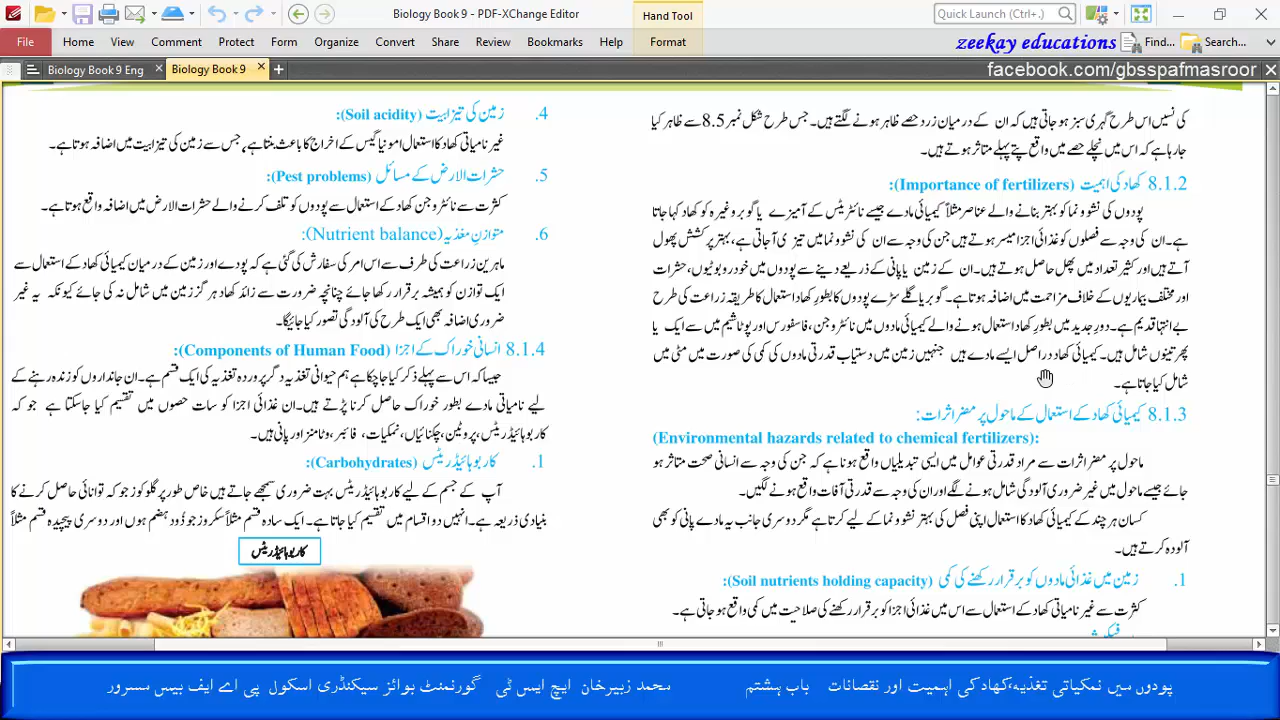 Biology Book 9 - PDF-XChange Editor
Hand Tool
Quick Launch (Ctrl+.)
File Home View Comment Protect Form Organize Convert Share Review Bookmarks Help Format
zeekay educations
Find... Search...
Biology Book 9 Eng
Biology Book 9
facebook.com/gbsspafmasroor
کی نسیں اس طرح گہری سبز ہو جاتی ہیں کہ ان کے درمیان زرد حصے ظاہر ہونے لگتے ہیں۔ جس طرح شکل نمبر 8.5 سے ظاہر کیا
جا رہا ہے کہ اس میں نچلے حصے میں واقع پتے پہلے متاثر ہوتے ہیں۔
8.1.2 کھاد کی اہمیت (Importance of fertilizers):
پودوں کی نشوونما کو بہتر بنانے والے عناصر مثلاً کیمیائی مادے جیسے نائٹریٹس کے آمیزے یا گوبر وغیرہ کو کھاد کہا جاتا
ہے۔ ان کی وجہ سے فصلوں کو غذائی اجزا میسر ہوتے ہیں جن کی وجہ سے ان کی نشوونما میں تیزی آ جاتی ہے، بہتر پرکشش پھول
آتے ہیں اور کثیر تعداد میں پھل حاصل ہوتے ہیں۔ ان کے زمین یا پانی کے ذریعے دینے سے پودوں میں خودرو بوٹیوں، حشرات
اور مختلف بیماریوں کے خلاف مزاحمت میں اضافہ ہوتا ہے۔ گوبر یا گلے سڑے پودوں کا بطور کھاد استعمال کا طریقہ زراعت کی طرح
بے انتہا قدیم ہے۔ دورِ جدید میں بطور کھاد استعمال ہونے والے کیمیائی مادوں میں نائٹروجن، فاسفورس اور پوٹاشیم میں سے ایک یا
پھر تینوں شامل ہیں۔ کیمیائی کھاد دراصل ایسے مادے ہیں جنہیں زمین میں دستیاب قدرتی مادوں کی کمی کی صورت میں مٹی میں
شامل کیا جاتا ہے۔
8.1.3 کیمیائی کھاد کے استعمال کے ماحول پر مضر اثرات:
(Environmental hazards related to chemical fertilizers):
ماحول پر مضر اثرات سے مراد قدرتی عوامل میں ایسی تبدیلیاں واقع ہونا ہے کہ جن کی وجہ سے انسانی صحت متاثر ہو
جائے جیسے ماحول میں غیر ضروری آلودگی شامل ہونے لگے اور ان کی وجہ سے قدرتی آفات واقع ہونے لگیں۔
کسان ہر چند کے کیمیائی کھاد کا استعمال اپنی فصل کی بہتر نشوونما کے لیے کرتا ہے مگر دوسری جانب یہ مادے پانی کو بھی
آلودہ کرتے ہیں۔
1. زمین میں غذائی مادوں کو برقرار رکھنے کی کمی (Soil nutrients holding capacity):
کثرت سے غیر نامیاتی کھاد کے استعمال سے اس میں غذائی اجزا کو برقرار رکھنے کی صلاحیت میں کمی واقع ہو جاتی ہے۔
4. زمین کی تیزابیت (Soil acidity):
غیر نامیاتی کھاد کا استعمال امونیا گیس کے اخراج کا باعث بنتا ہے، جس سے زمین کی تیزابیت میں اضافہ ہوتا ہے۔
5. حشرات الارض کے مسائل (Pest problems):
کثرت سے نائٹروجن کھاد کے استعمال سے پودوں کو تلف کرنے والے حشرات الارض میں اضافہ واقع ہوتا ہے۔
6. متوازن مغذیہ (Nutrient balance):
ماہرین زراعت کی طرف سے اس امر کی سفارش کی گئی ہے کہ پودے اور زمین کے درمیان کیمیائی کھاد کے استعمال سے
ایک توازن کو ہمیشہ برقرار رکھا جائے چنانچہ ضرورت سے زائد کھاد ہرگز زمین میں شامل نہ کی جائے کیونکہ یہ غیر
ضروری اضافہ بھی ایک طرح کی آلودگی تصور کیا جائیگا۔
8.1.4 انسانی خوراک کے اجزا (Components of Human Food):
جیسا کہ اس سے پہلے ذکر کیا جا چکا ہے ہم حیوانی تغذیہ دگر پروردہ تغذیہ کی ایک قسم ہے۔ ان جانداروں کو زندہ رہنے کے
لیے نامیاتی مادے بطور خوراک حاصل کرنا پڑتے ہیں۔ ان غذائی اجزا کو سات حصوں میں تقسیم کیا جا سکتا ہے جو کہ
کاربوہائیڈریٹس، پروٹین، چکنائیاں، نمکیات، فائبر، وٹامنز اور پانی ہیں۔
1. کاربوہائیڈریٹس (Carbohydrates):
آپ کے جسم کے لیے کاربوہائیڈریٹس بہت ضروری سمجھے جاتے ہیں خاص طور پر گلوکوز جو کہ توانائی حاصل کرنے کا
بنیادی ذریعہ ہے۔ انہیں دو اقسام میں تقسیم کیا جاتا ہے۔ ایک سادہ قسم مثلاً سکروز جو زُود ہضم ہوں اور دوسری پیچیدہ قسم مثلاً
کاربوہائیڈریٹس
پودوں میں نمکیاتی تغذیہ،کھاد کی اہمیت اور نقصانات باب ہشتم محمد زبیرخان ایچ ایس ٹی گورنمنٹ بوائز سیکنڈری اسکول پی اے ایف بیس مسرور